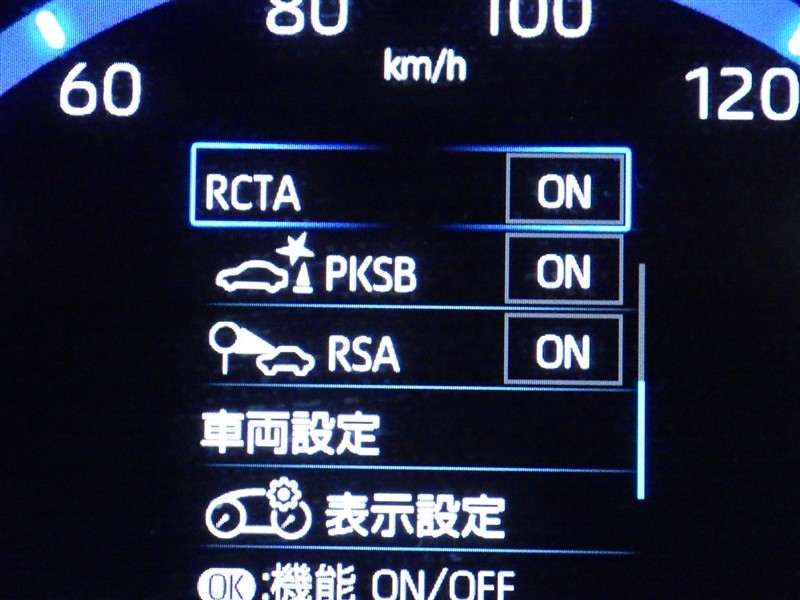 80 100
km/h
60 120
RCTA ON
PKSB ON
RSA ON
車両設定
表示設定
OK:機能 ON/OFF